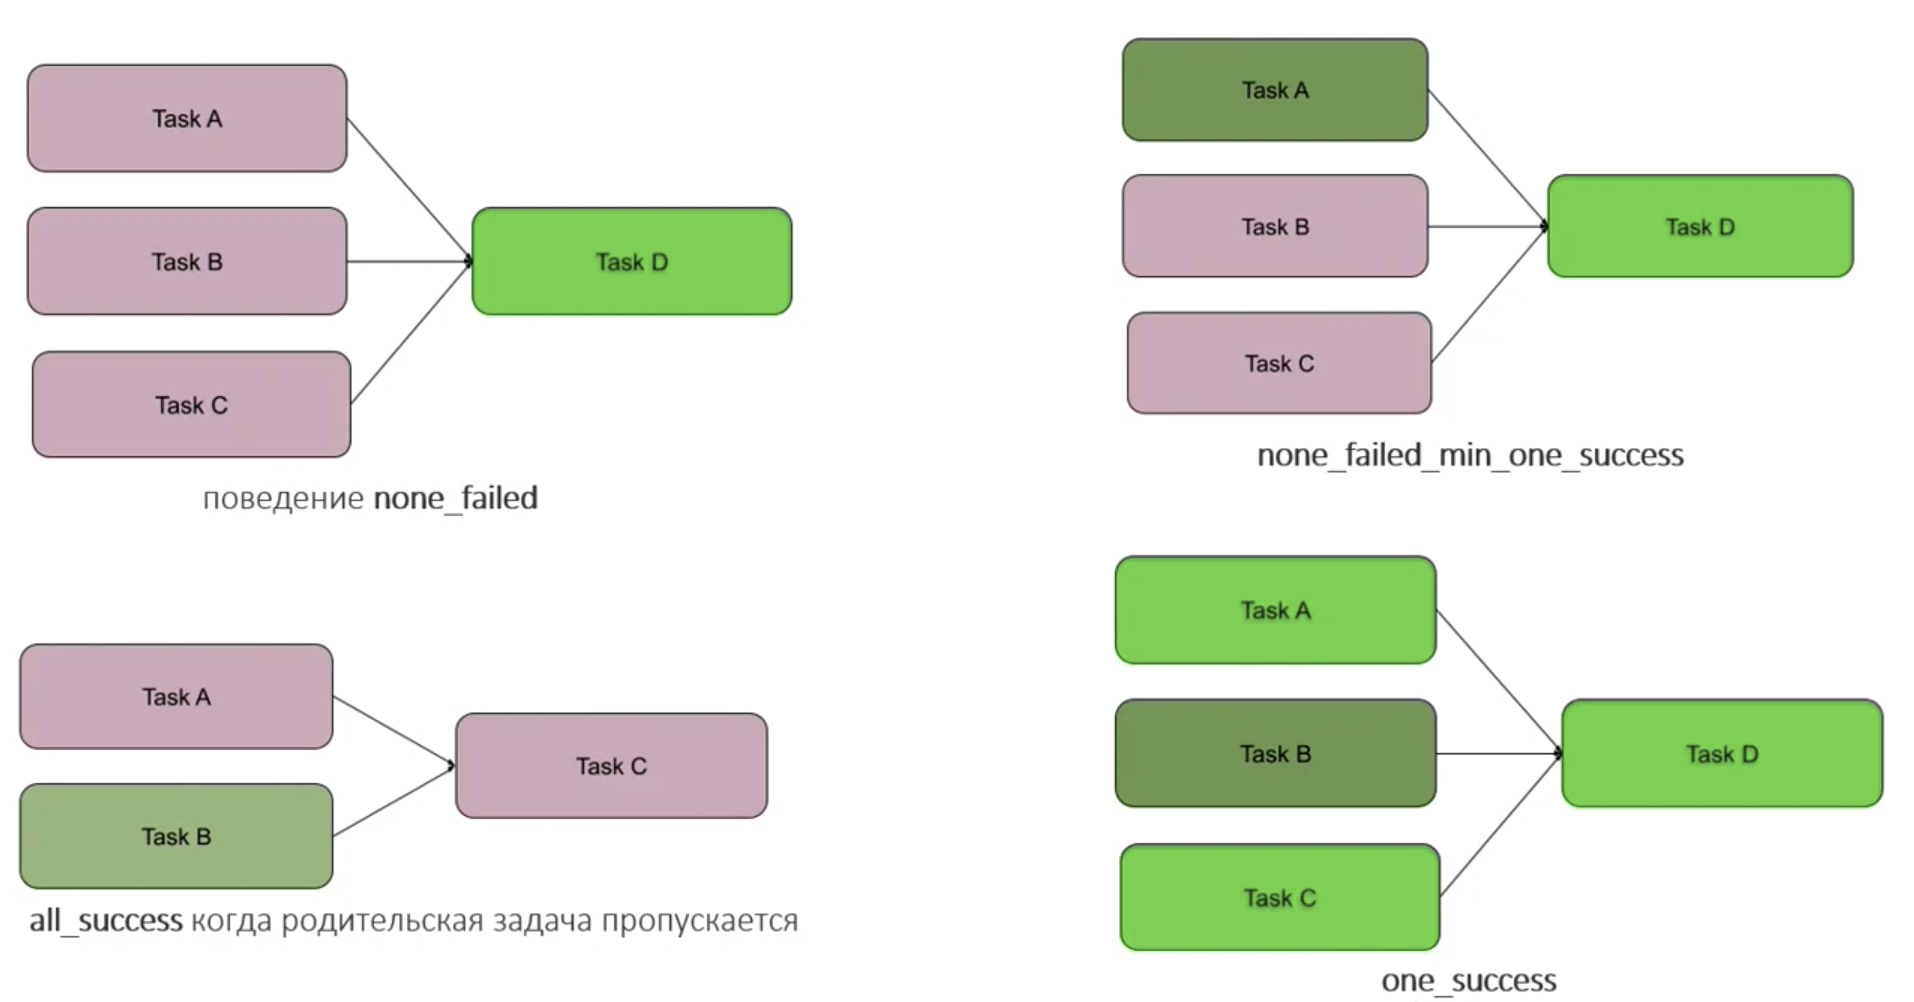 Task A
Task B
Task C
Task D
поведение none_failed
Task A
Task B
Task C
Task D
none_failed_min_one_success
Task A
Task B
Task C
all_success когда родительская задача пропускается
Task A
Task B
Task C
Task D
one_success